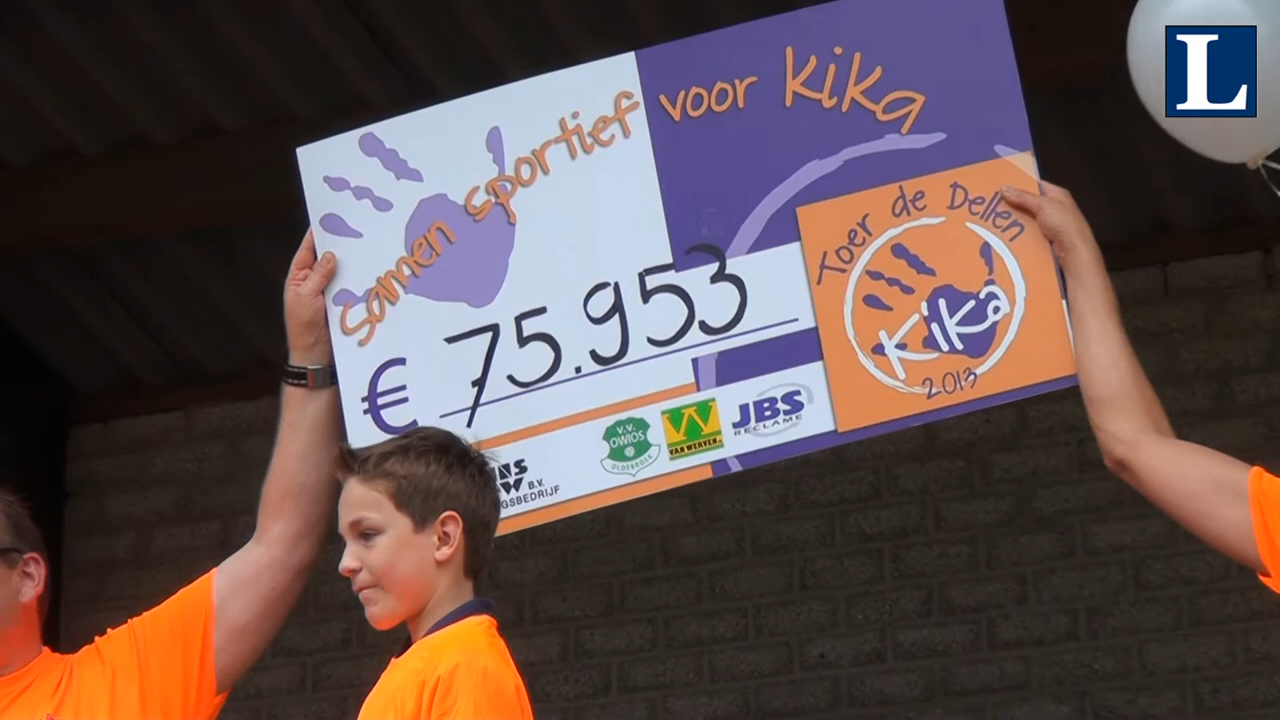 L
Samen sportief voor Kika
€ 75.953
Toer de Dellen
KiKa
2013
B.V.
V.V.
OWIOS
OLDEBROEK
VAN WERVEN
JBS
RECLAME